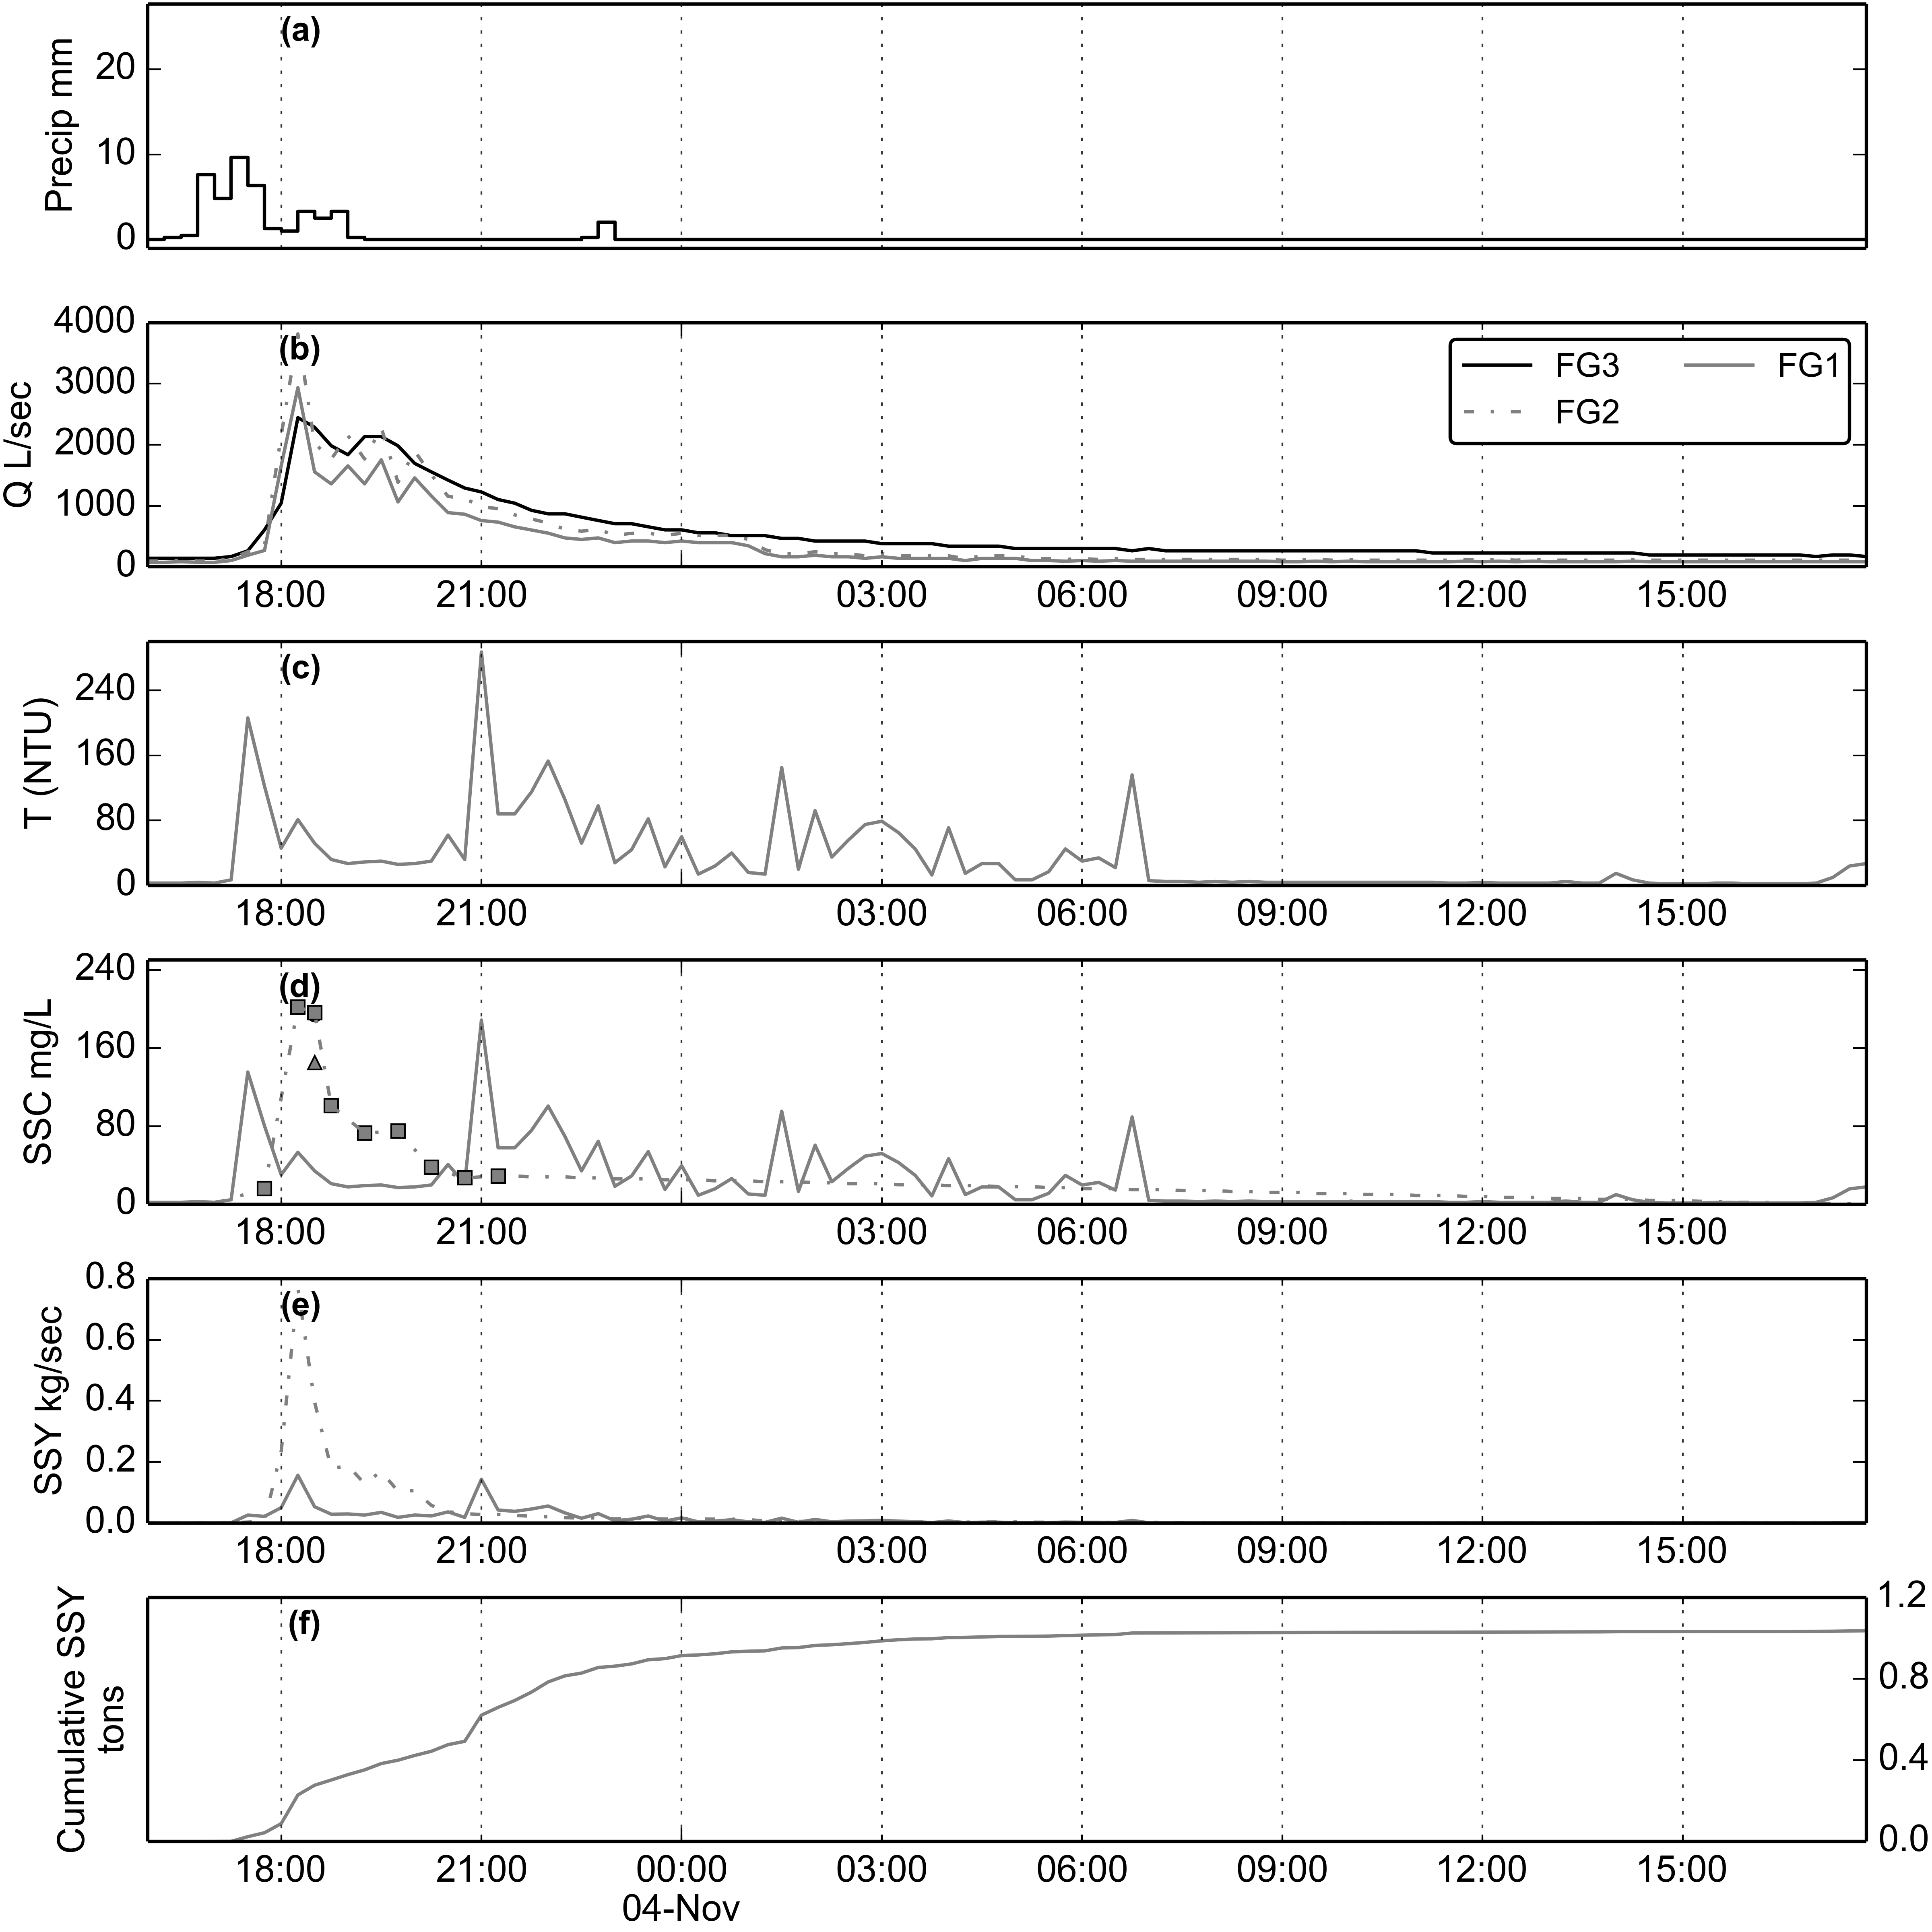 (a)
Precip mm
20
10
0
(b)
Q L/sec
4000
3000
2000
1000
0
FG3 FG1
FG2
18:00 21:00 03:00 06:00 09:00 12:00 15:00
(c)
T (NTU)
240
160
80
0
18:00 21:00 03:00 06:00 09:00 12:00 15:00
(d)
SSC mg/L
240
160
80
0
18:00 21:00 03:00 06:00 09:00 12:00 15:00
(e)
SSY kg/sec
0.8
0.6
0.4
0.2
0.0
18:00 21:00 03:00 06:00 09:00 12:00 15:00
(f)
Cumulative SSY
tons
1.2
0.8
0.4
0.0
18:00 21:00 00:00 03:00 06:00 09:00 12:00 15:00
04-Nov